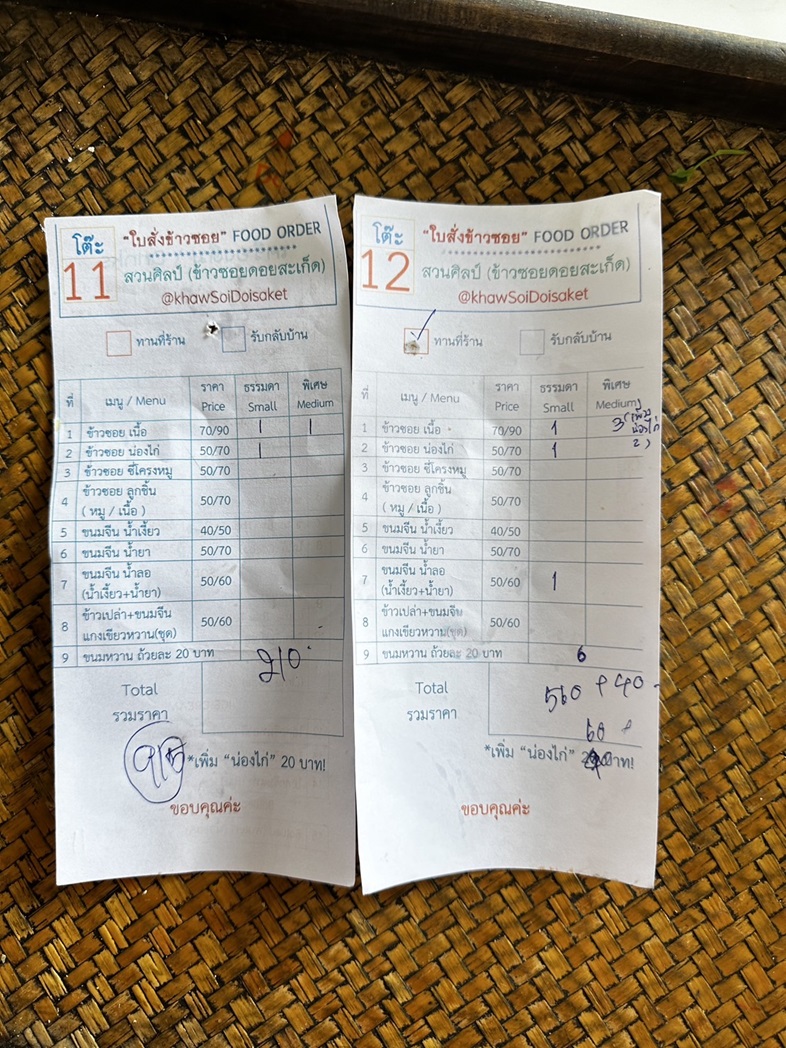 โต๊ะ
11
"ใบสั่งข้าวซอย" FOOD ORDER
สวนศิลป์ (ข้าวซอยดอยสะเก็ด)
@khawSoiDoisaket
ทานที่ร้าน รับกลับบ้าน
ที่ เมนู / Menu ราคา Price ธรรมดา Small พิเศษ Medium
1 ข้าวซอย เนื้อ 70/90 1 1
2 ข้าวซอย น่องไก่ 50/70 1
3 ข้าวซอย ซี่โครงหมู 50/70
4 ข้าวซอย ลูกชิ้น (หมู / เนื้อ) 50/70
5 ขนมจีน น้ำเงี้ยว 40/50
6 ขนมจีน น้ำยา 50/70
7 ขนมจีน น้ำลอ (น้ำเงี้ยว+น้ำยา) 50/60
8 ข้าวเปล่า+ขนมจีน แกงเขียวหวาน(ชุด) 50/60
9 ขนมหวาน ถ้วยละ 20 บาท
210
Total
รวมราคา
*เพิ่ม "น่องไก่" 20 บาท!
ขอบคุณค่ะ
โต๊ะ
12
"ใบสั่งข้าวซอย" FOOD ORDER
สวนศิลป์ (ข้าวซอยดอยสะเก็ด)
@khawSoiDoisaket
ทานที่ร้าน รับกลับบ้าน
ที่ เมนู / Menu ราคา Price ธรรมดา Small พิเศษ Medium
1 ข้าวซอย เนื้อ 70/90 1 3 (เพิ่ม น่องไก่ 2)
2 ข้าวซอย น่องไก่ 50/70 1
3 ข้าวซอย ซี่โครงหมู 50/70
4 ข้าวซอย ลูกชิ้น (หมู / เนื้อ) 50/70
5 ขนมจีน น้ำเงี้ยว 40/50
6 ขนมจีน น้ำยา 50/70
7 ขนมจีน น้ำลอ (น้ำเงี้ยว+น้ำยา) 50/60 1
8 ข้าวเปล่า+ขนมจีน แกงเขียวหวาน(ชุด) 50/60
9 ขนมหวาน ถ้วยละ 20 บาท 6
Total
รวมราคา
560 + 40
60
*เพิ่ม "น่องไก่" บาท!
ขอบคุณค่ะ